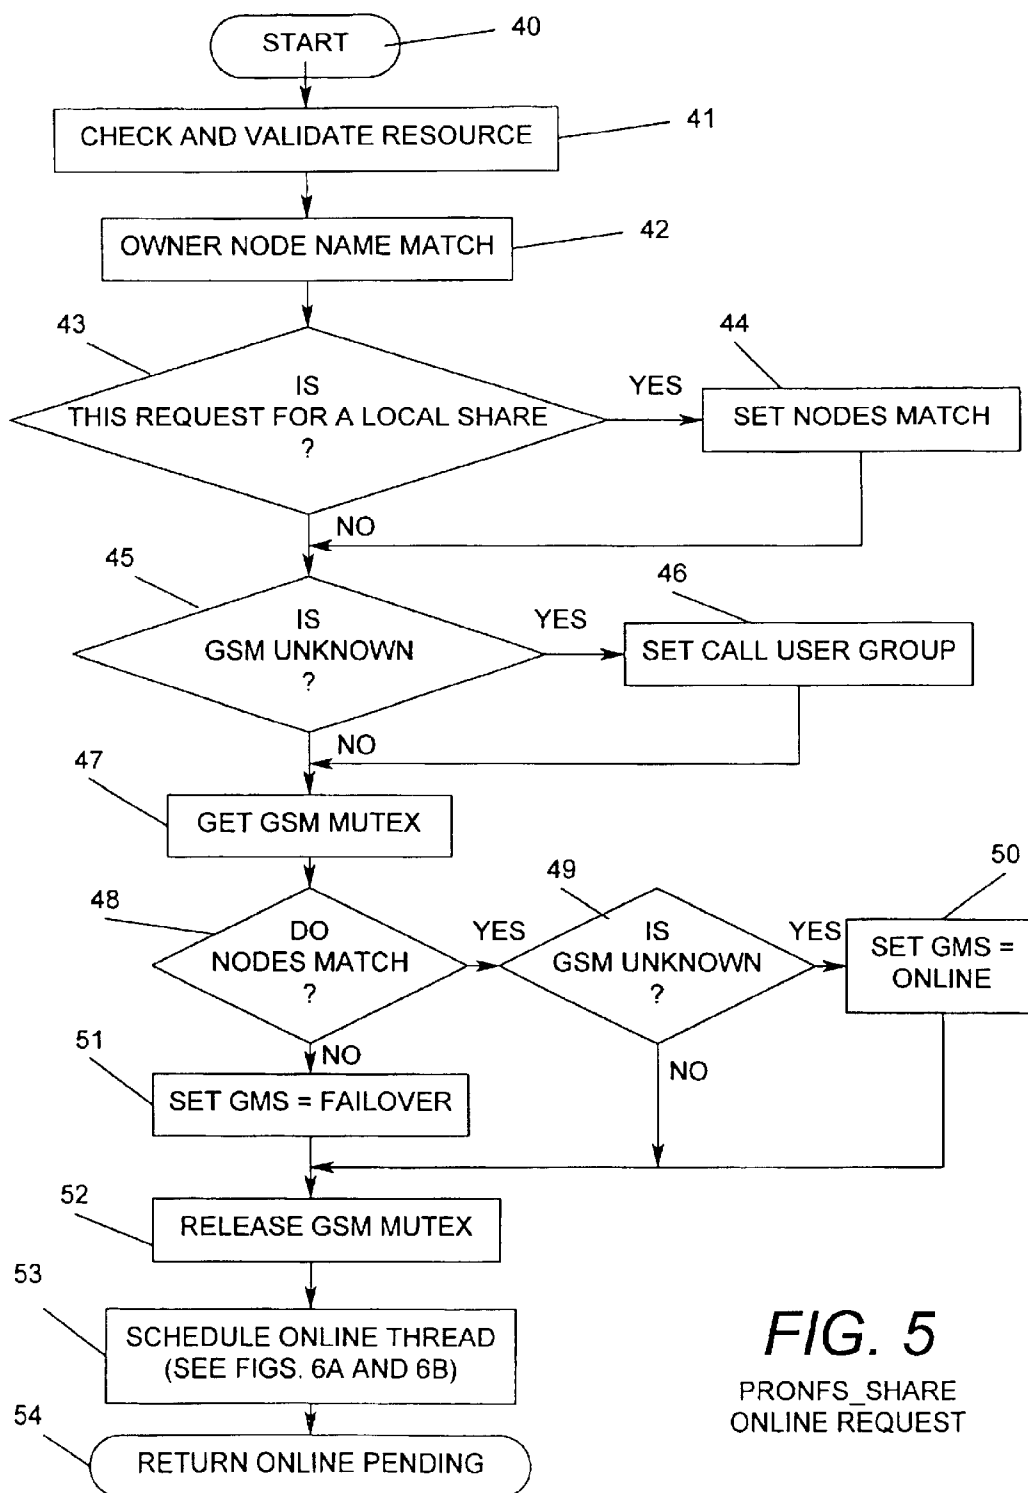 START
40
CHECK AND VALIDATE RESOURCE
41
OWNER NODE NAME MATCH
42
43
IS
THIS REQUEST FOR A LOCAL SHARE
?
YES
44
SET NODES MATCH
NO
45
IS
GSM UNKNOWN
?
YES
46
SET CALL USER GROUP
NO
47
GET GSM MUTEX
48
DO
NODES MATCH
?
YES
49
IS
GSM UNKNOWN
?
YES
50
SET GMS =
ONLINE
NO
NO
51
SET GMS = FAILOVER
52
RELEASE GSM MUTEX
53
SCHEDULE ONLINE THREAD
(SEE FIGS. 6A AND 6B)
54
RETURN ONLINE PENDING
FIG. 5
PRONFS_SHARE
ONLINE REQUEST